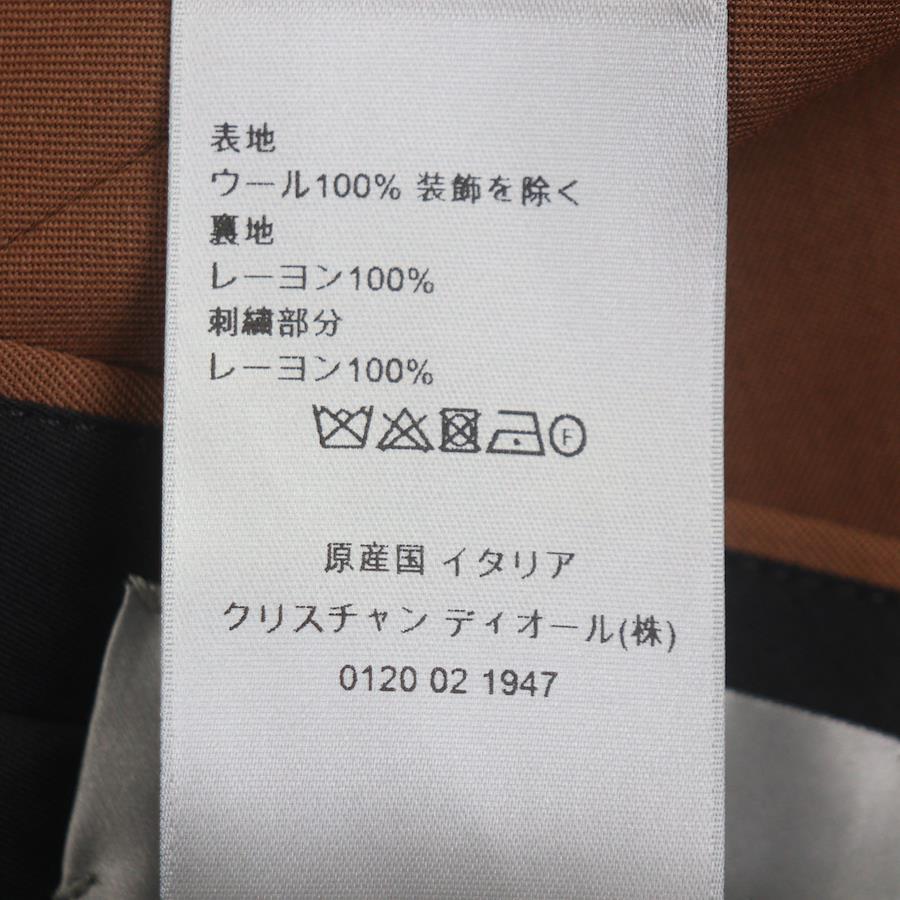 表地
ウール100% 装飾を除く
裏地
レーヨン100%
刺繍部分
レーヨン100%
F
原産国 イタリア
クリスチャン ディオール(株)
0120 02 1947